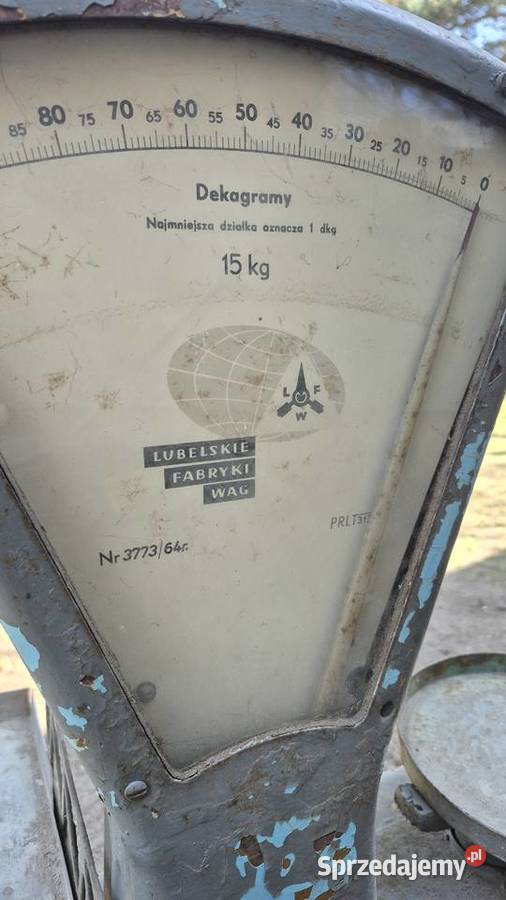 85 80 75 70 65 60 55 50 45 40 35 30 25 20 15 10 5 0
Dekagramy
Najmniejsza działka oznacza 1 dkg
15 kg
L F
W
LUBELSKIE
FABRYKI
WAG
PRLT
Nr 3773/64r.
Sprzedajemy.pl